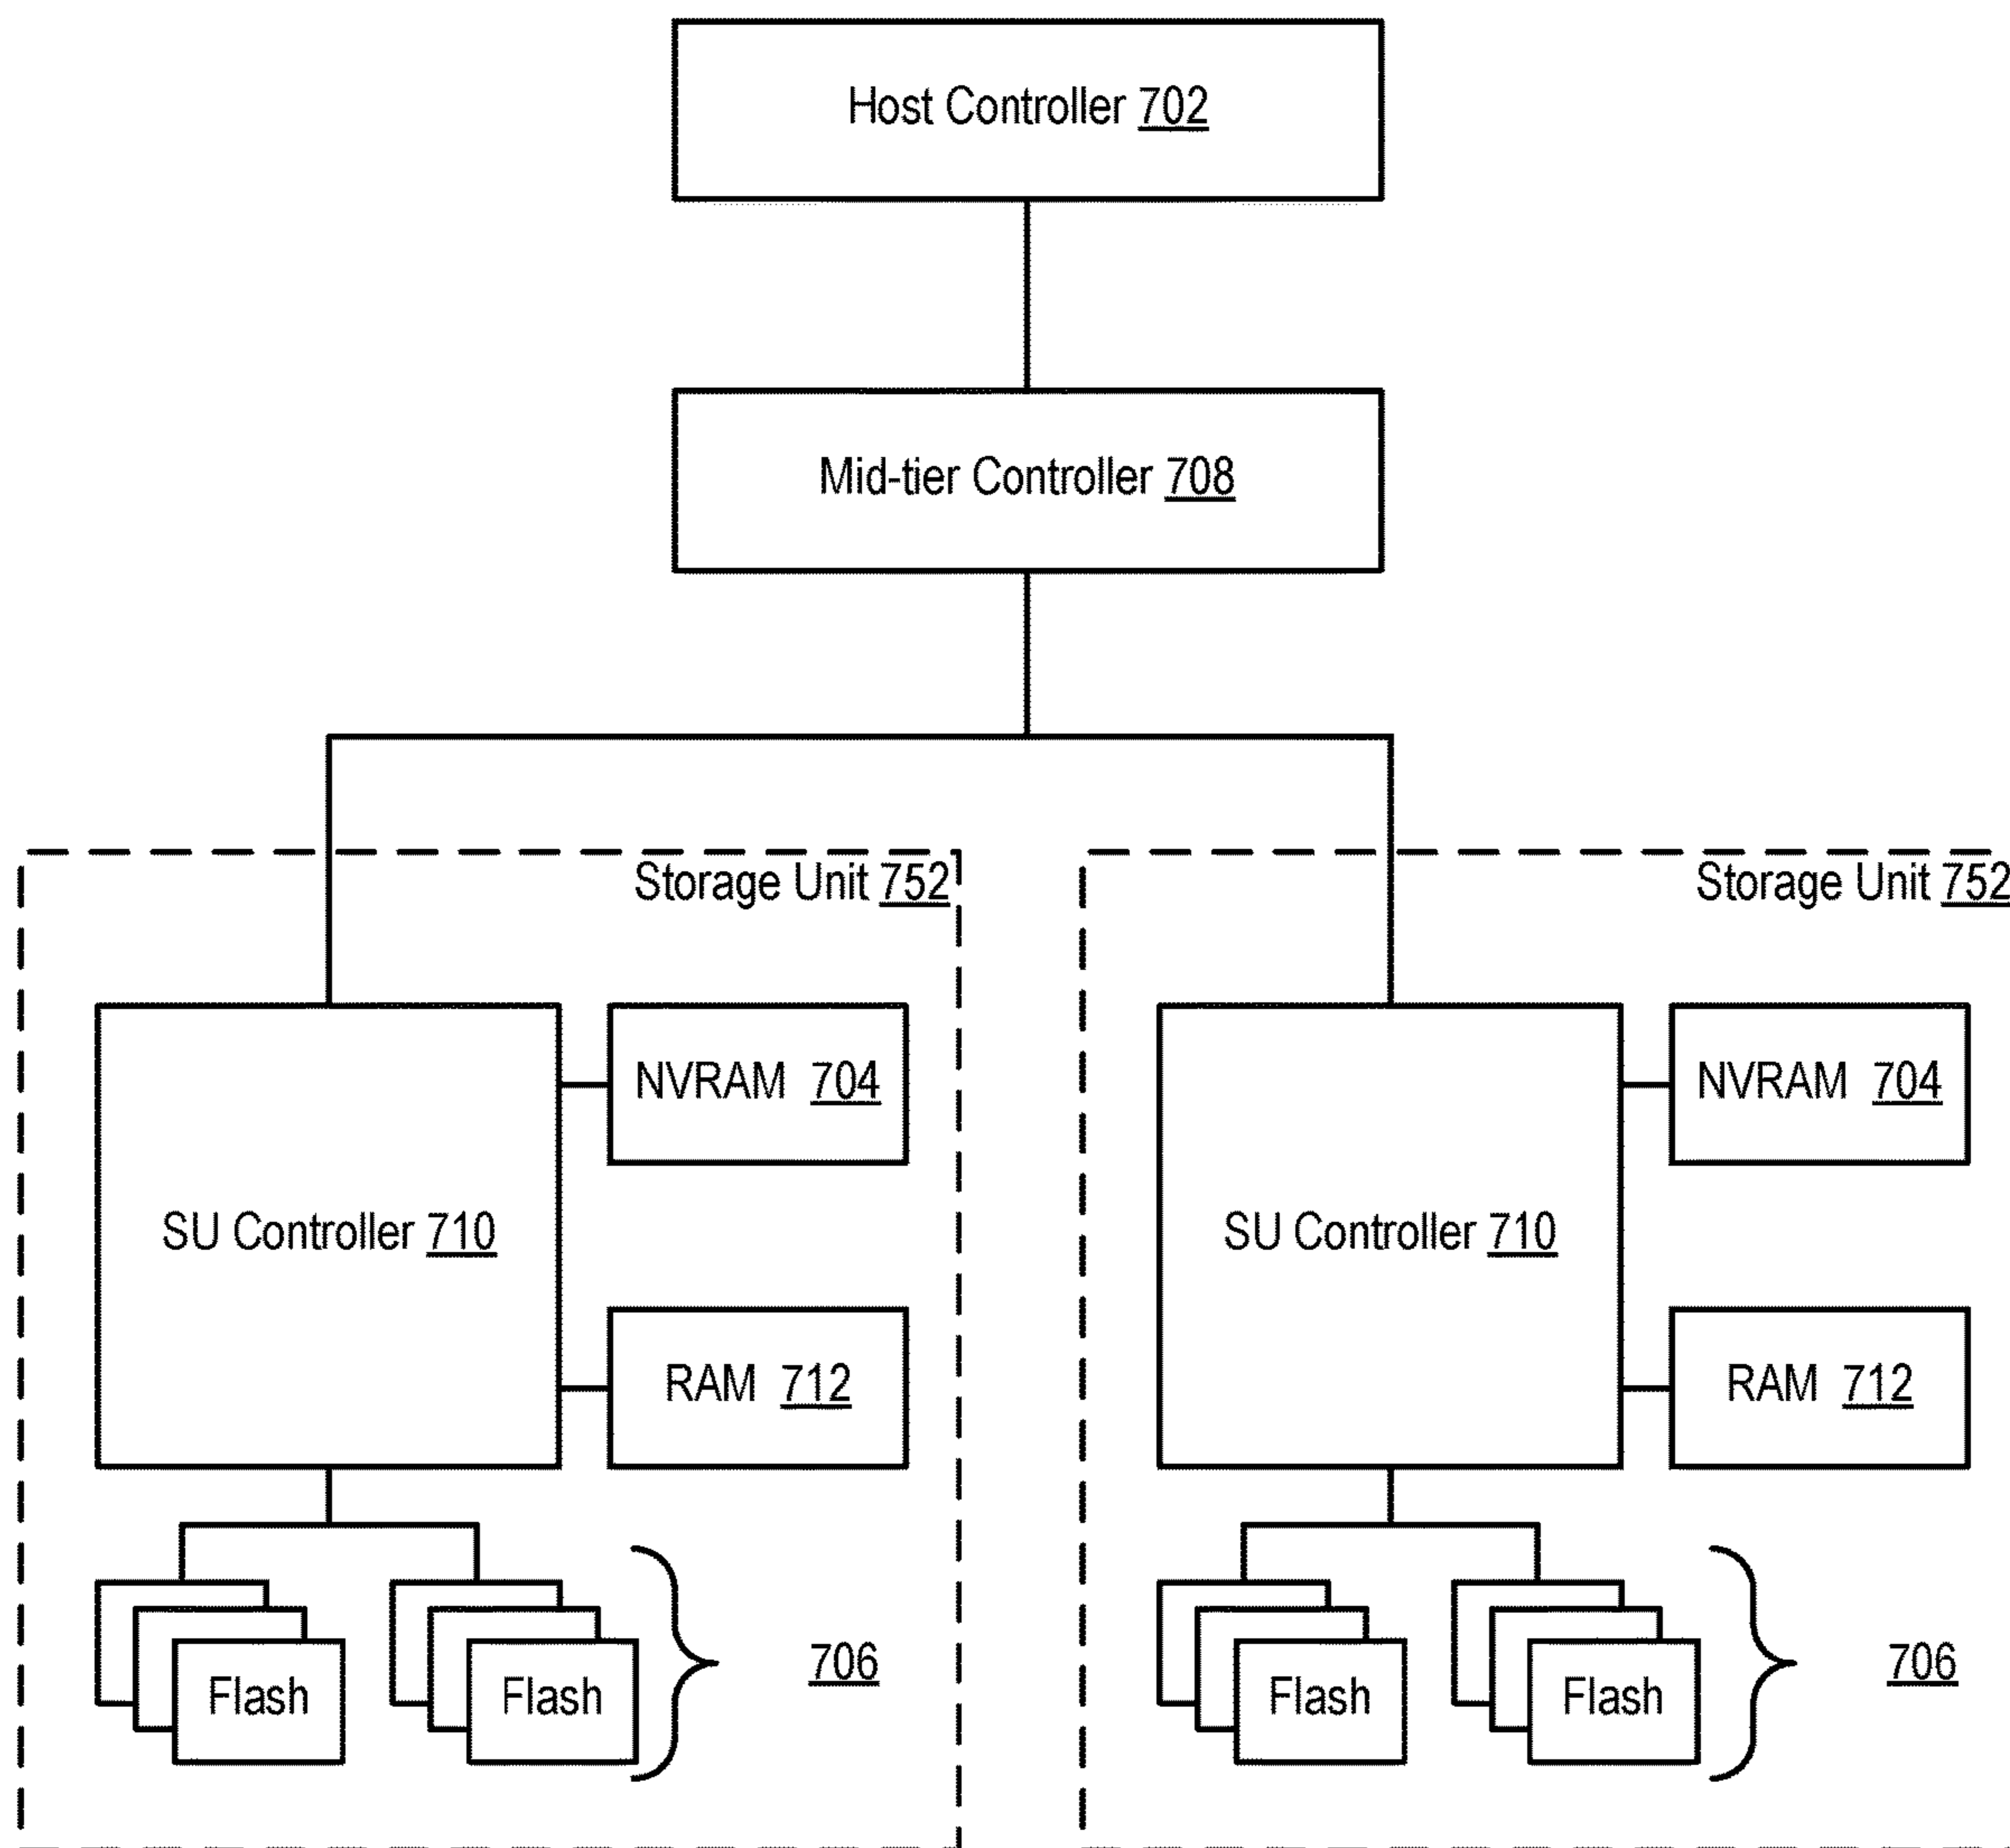 Host Controller 702
Mid-tier Controller 708
Storage Unit 752
Storage Unit 752
NVRAM 704
NVRAM 704
SU Controller 710
SU Controller 710
RAM 712
RAM 712
706
706
Flash
Flash
Flash
Flash